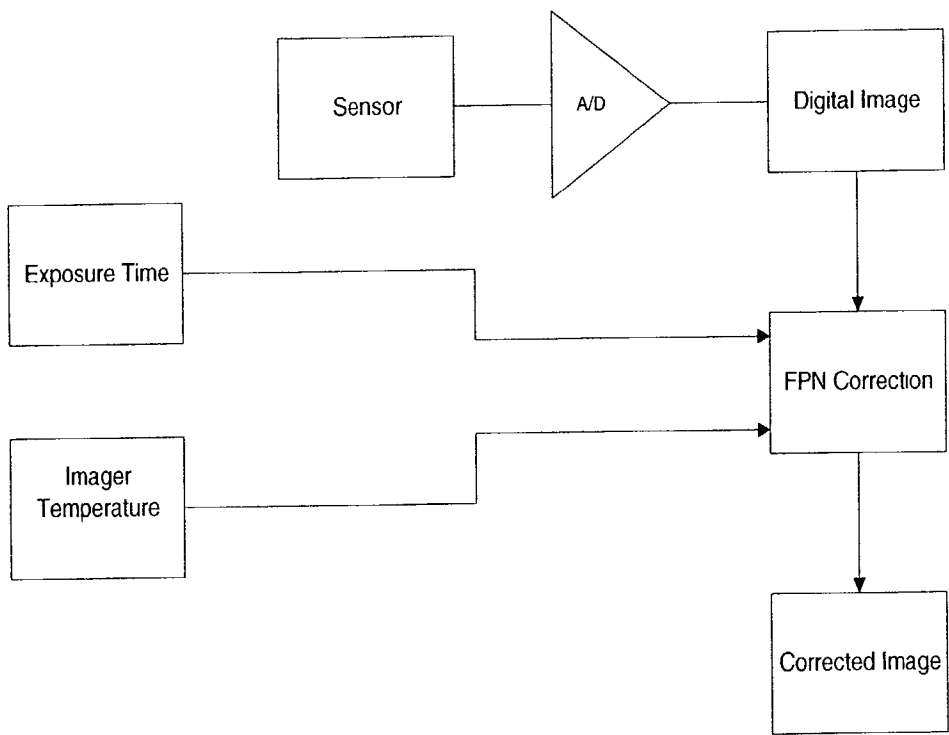 Sensor
A/D
Digital Image
Exposure Time
FPN Correction
Imager
Temperature
Corrected Image